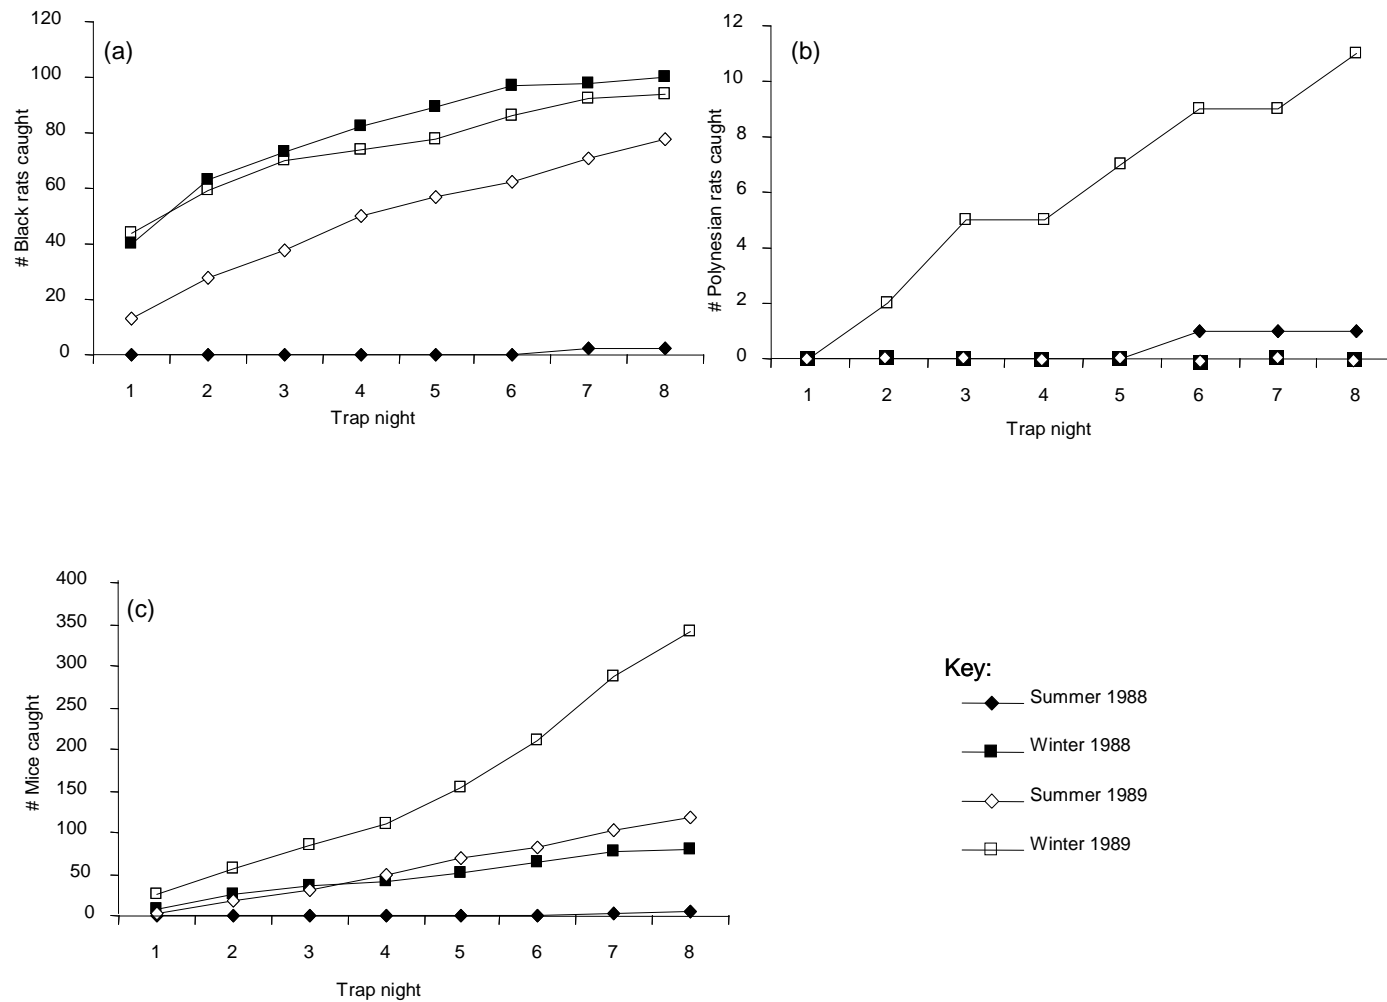 (a)
# Black rats caught
120
100
80
60
40
20
0
1 2 3 4 5 6 7 8
Trap night
(b)
# Polynesian rats caught
12
10
8
6
4
2
0
1 2 3 4 5 6 7 8
Trap night
(c)
# Mice caught
400
350
300
250
200
150
100
50
0
1 2 3 4 5 6 7 8
Trap night
Key:
Summer 1988
Winter 1988
Summer 1989
Winter 1989